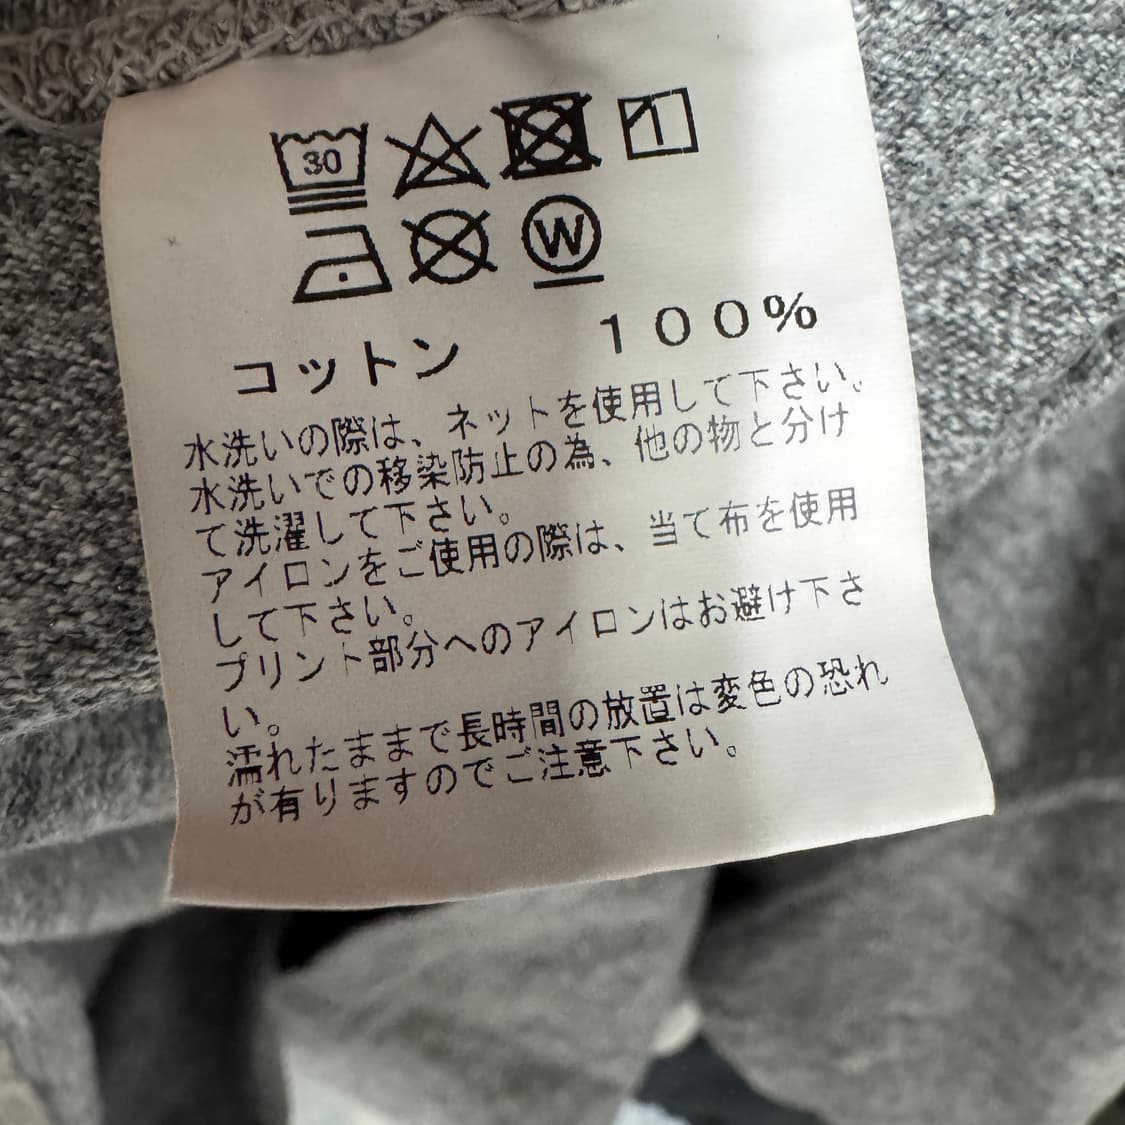 30
W
コットン 100%
水洗いの際は、ネットを使用して下さい。
水洗いでの移染防止の為、他の物と分け
て洗濯して下さい。
アイロンをご使用の際は、当て布を使用
して下さい。
プリント部分へのアイロンはお避け下さ
い。
濡れたままで長時間の放置は変色の恐れ
が有りますのでご注意下さい。